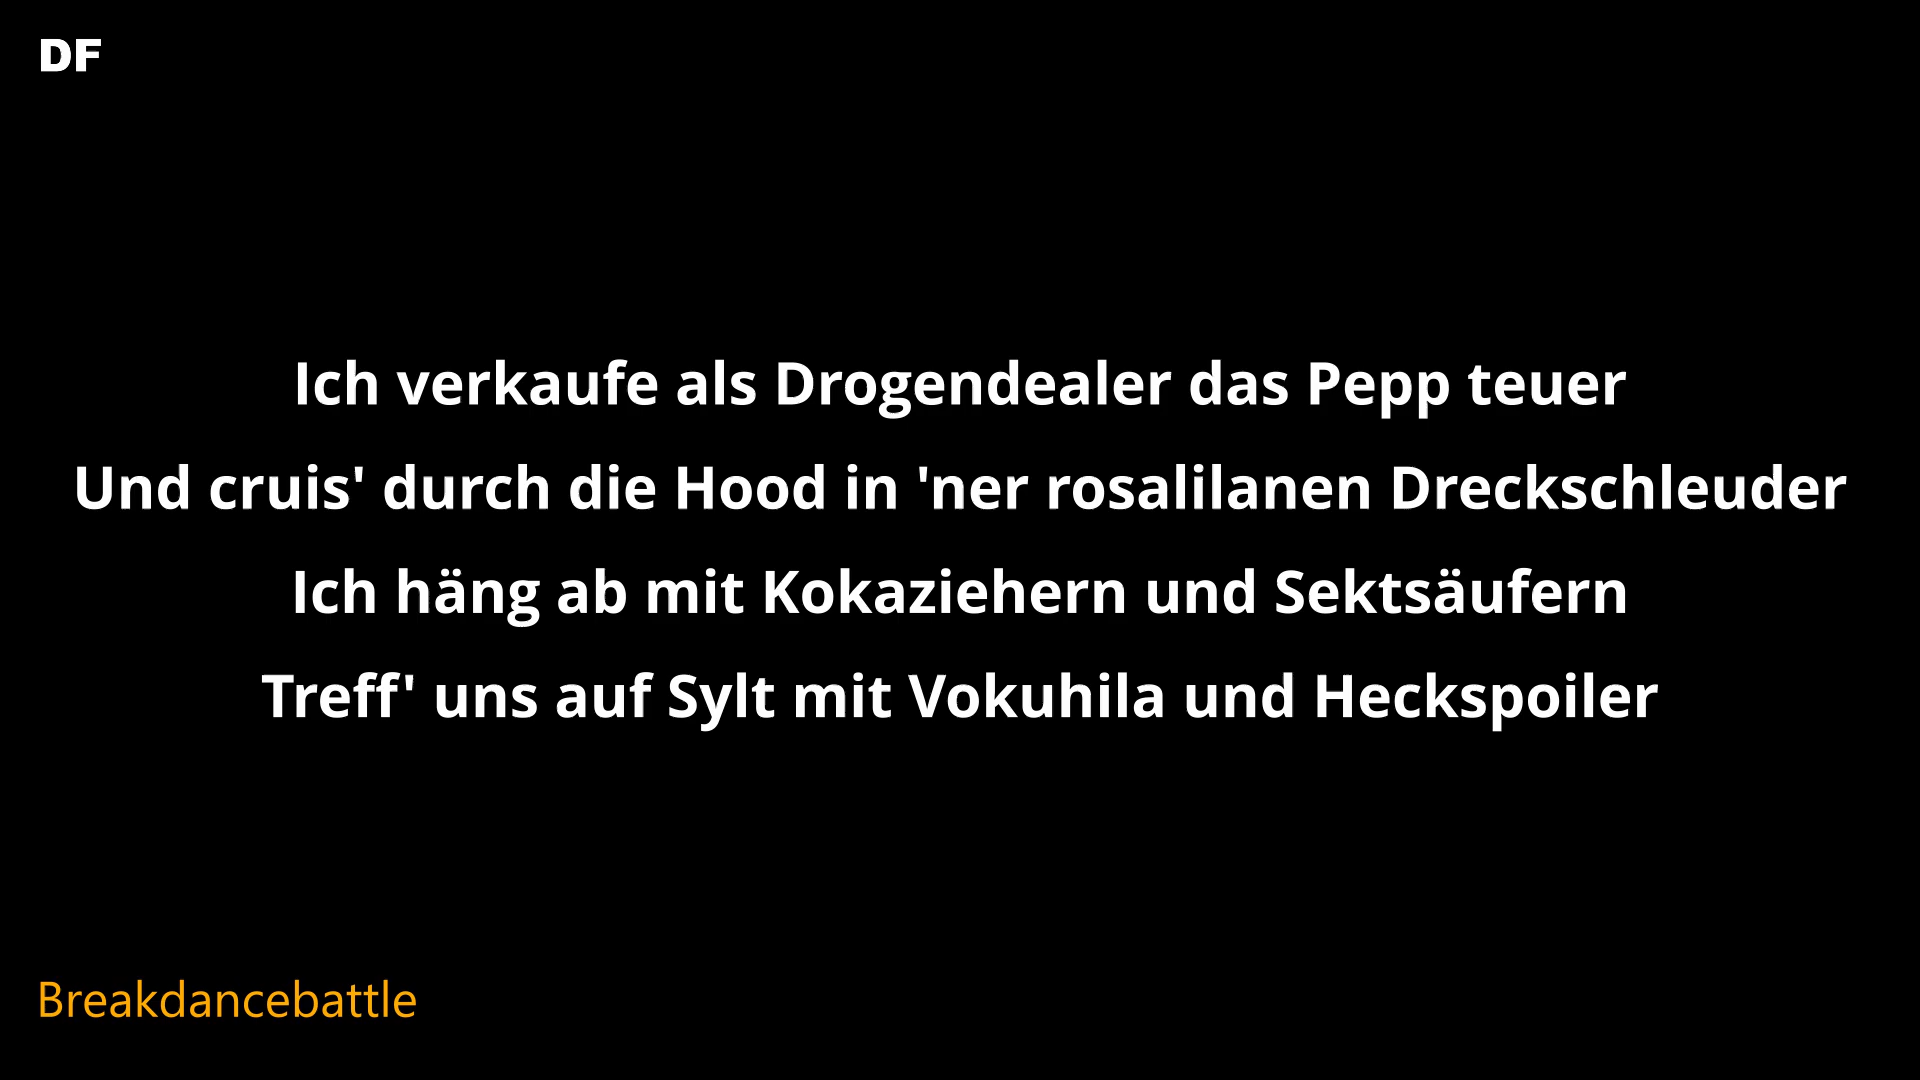 DF
Ich verkaufe als Drogendealer das Pepp teuer
Und cruis' durch die Hood in 'ner rosalilanen Dreckschleuder
Ich häng ab mit Kokaziehern und Sektsäufern
Treff' uns auf Sylt mit Vokuhila und Heckspoiler
Breakdancebattle